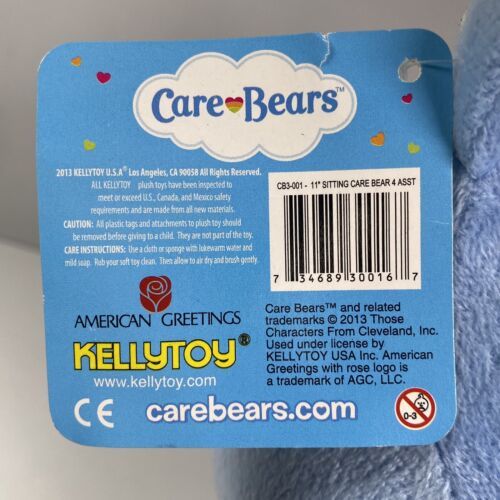 Care Bears™
2013 KELLYTOY U.S.A® Los Angeles, CA 90058 All Rights Reserved.
ALL KELLYTOY plush toys have been inspected to
meet or exceed U.S., Canada, and Mexico safety
requirements and are made from all new materials.
CAUTION: All plastic tags and attachments to plush toy should
be removed before giving to a child. They are not part of the toy.
CARE INSTRUCTIONS: Use a cloth or sponge with lukewarm water and
mild soap. Rub your soft toy clean. Then allow to air dry and brush gently.
CB3-001 - 11" SITTING CARE BEAR 4 ASST
7 34689 30016 7
AMERICAN GREETINGS
KELLYTOY®
www.kellytoy.com
Care Bears™ and related
trademarks © 2013 Those
Characters From Cleveland, Inc.
Used under license by
KELLYTOY USA Inc. American
Greetings with rose logo is
a trademark of AGC, LLC.
CE
carebears.com
0-3